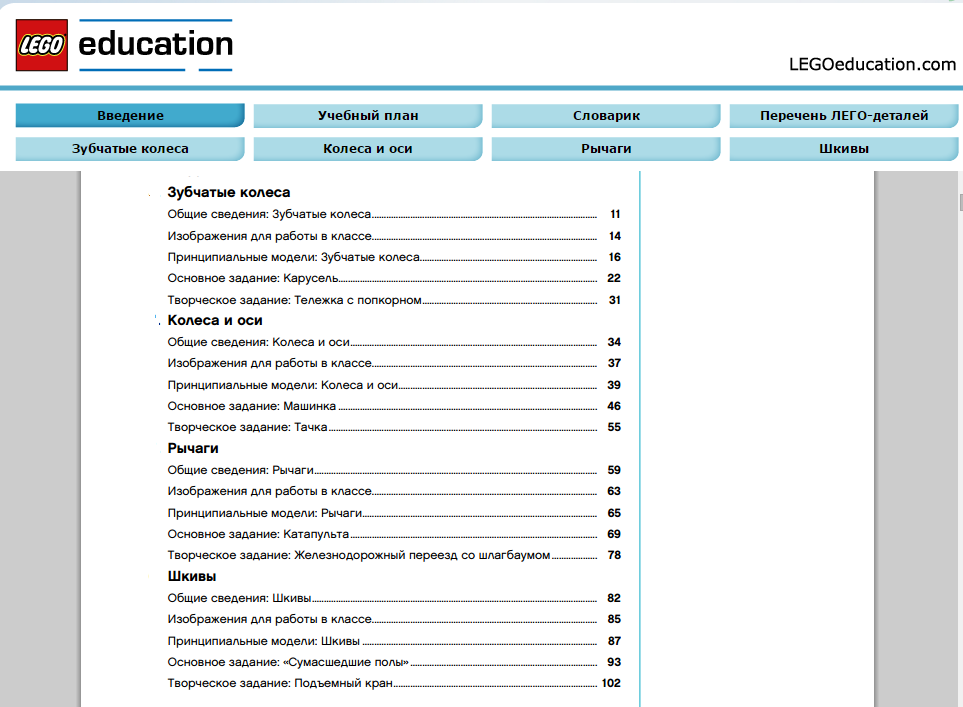 LEGO education
LEGOeducation.com
Введение Учебный план Словарик Перечень ЛЕГО-деталей
Зубчатые колеса Колеса и оси Рычаги Шкивы
Зубчатые колеса
Общие сведения: Зубчатые колеса 11
Изображения для работы в классе 14
Принципиальные модели: Зубчатые колеса 16
Основное задание: Карусель 22
Творческое задание: Тележка с попкорном 31
Колеса и оси
Общие сведения: Колеса и оси 34
Изображения для работы в классе 37
Принципиальные модели: Колеса и оси 39
Основное задание: Машинка 46
Творческое задание: Тачка 55
Рычаги
Общие сведения: Рычаги 59
Изображения для работы в классе 63
Принципиальные модели: Рычаги 65
Основное задание: Катапульта 69
Творческое задание: Железнодорожный переезд со шлагбаумом 78
Шкивы
Общие сведения: Шкивы 82
Изображения для работы в классе 85
Принципиальные модели: Шкивы 87
Основное задание: «Сумасшедшие полы» 93
Творческое задание: Подъемный кран 102